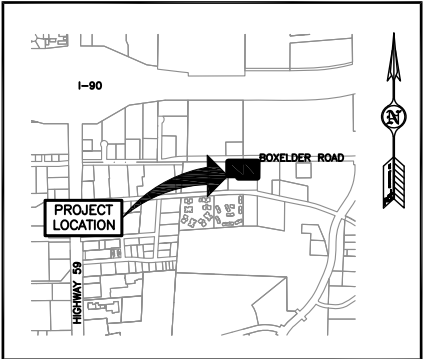 I-90
BOXELDER ROAD
PROJECT
LOCATION
HIGHWAY 59
N